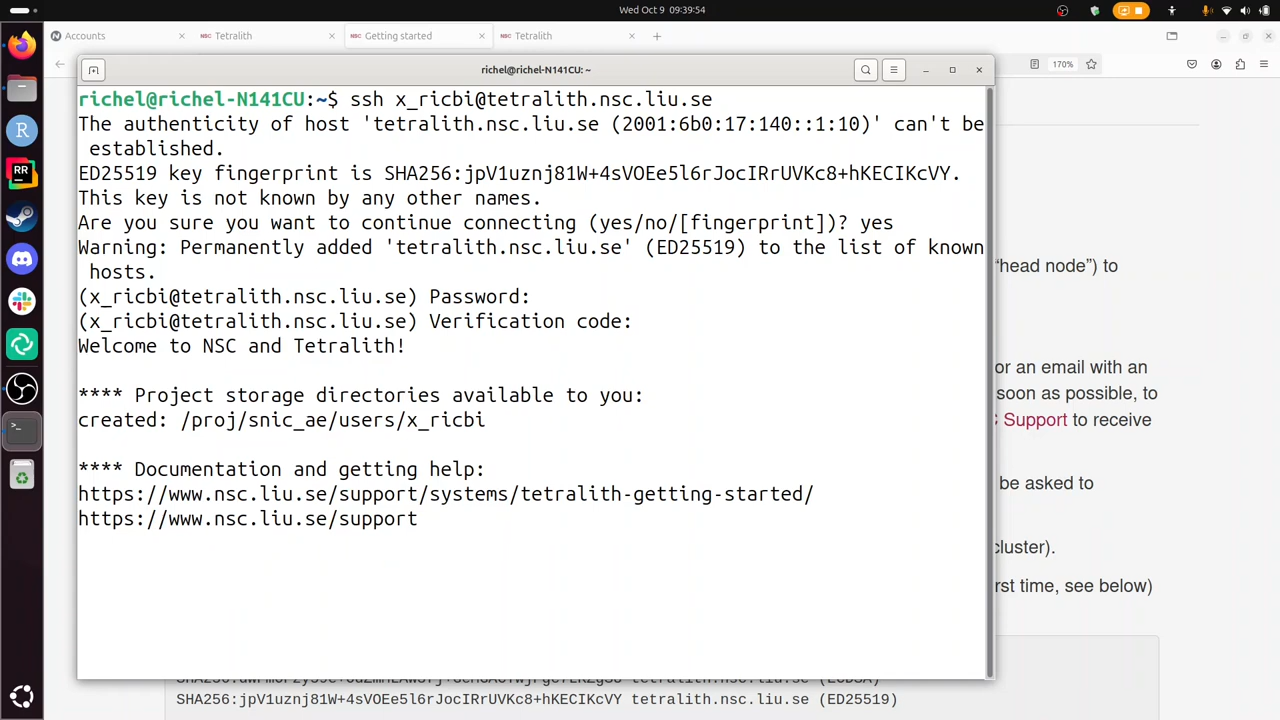 Wed Oct 9 09:39:54
Accounts
Tetralith
Getting started
Tetralith
170%
richel@richel-N141CU: ~
richel@richel-N141CU:~$ ssh x_ricbi@tetralith.nsc.liu.se
The authenticity of host 'tetralith.nsc.liu.se (2001:6b0:17:140::1:10)' can't be
established.
ED25519 key fingerprint is SHA256:jpV1uznj81W+4sVOEe5l6rJocIRrUVKc8+hKECIKcVY.
This key is not known by any other names.
Are you sure you want to continue connecting (yes/no/[fingerprint])? yes
Warning: Permanently added 'tetralith.nsc.liu.se' (ED25519) to the list of known
hosts.
(x_ricbi@tetralith.nsc.liu.se) Password:
(x_ricbi@tetralith.nsc.liu.se) Verification code:
Welcome to NSC and Tetralith!
**** Project storage directories available to you:
created: /proj/snic_ae/users/x_ricbi
**** Documentation and getting help:
https://www.nsc.liu.se/support/systems/tetralith-getting-started/
https://www.nsc.liu.se/support
“head node”) to
or an email with an
soon as possible, to
Support to receive
be asked to
cluster).
rst time, see below)
SHA256:jpV1uznj81W+4sVOEe5l6rJocIRrUVKc8+hKECIKcVY tetralith.nsc.liu.se (ED25519)